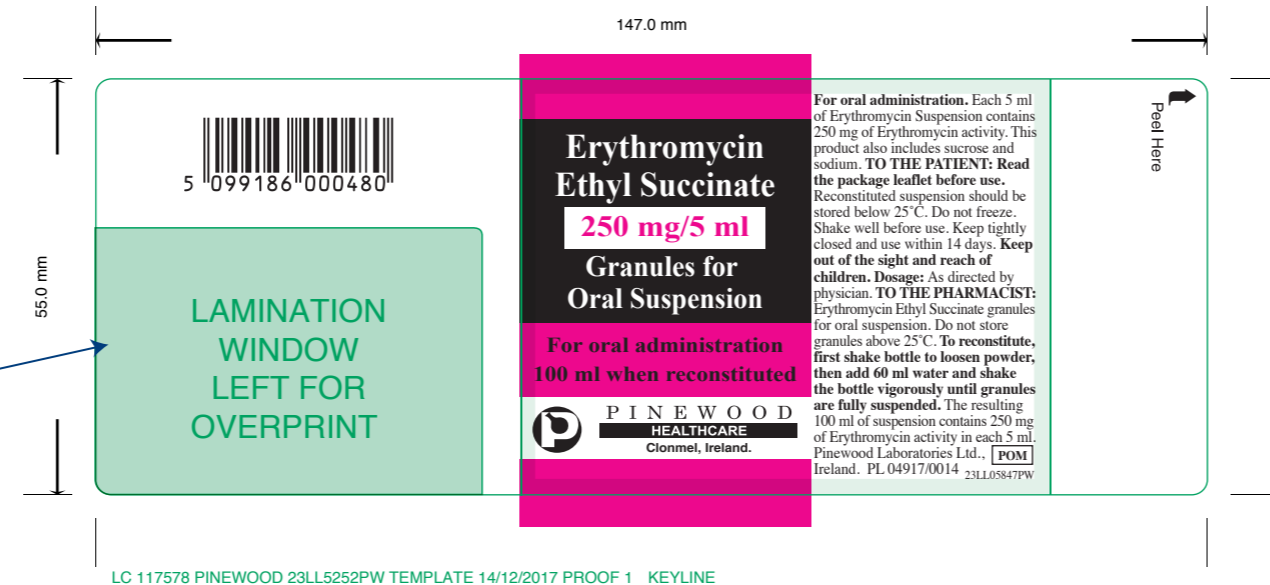 147.0 mm
55.0 mm
5 099186 000480
LAMINATION
WINDOW
LEFT FOR
OVERPRINT
Erythromycin
Ethyl Succinate
250 mg/5 ml
Granules for
Oral Suspension
For oral administration
100 ml when reconstituted
PINEWOOD
HEALTHCARE
Clonmel, Ireland.
For oral administration. Each 5 ml
of Erythromycin Suspension contains
250 mg of Erythromycin activity. This
product also includes sucrose and
sodium. TO THE PATIENT: Read
the package leaflet before use.
Reconstituted suspension should be
stored below 25˚C. Do not freeze.
Shake well before use. Keep tightly
closed and use within 14 days. Keep
out of the sight and reach of
children. Dosage: As directed by
physician. TO THE PHARMACIST:
Erythromycin Ethyl Succinate granules
for oral suspension. Do not store
granules above 25˚C. To reconstitute,
first shake bottle to loosen powder,
then add 60 ml water and shake
the bottle vigorously until granules
are fully suspended. The resulting
100 ml of suspension contains 250 mg
of Erythromycin activity in each 5 ml.
Pinewood Laboratories Ltd., POM
Ireland. PL 04917/0014 23LL05847PW
Peel Here
LC 117578 PINEWOOD 23LL5252PW TEMPLATE 14/12/2017 PROOF 1 KEYLINE